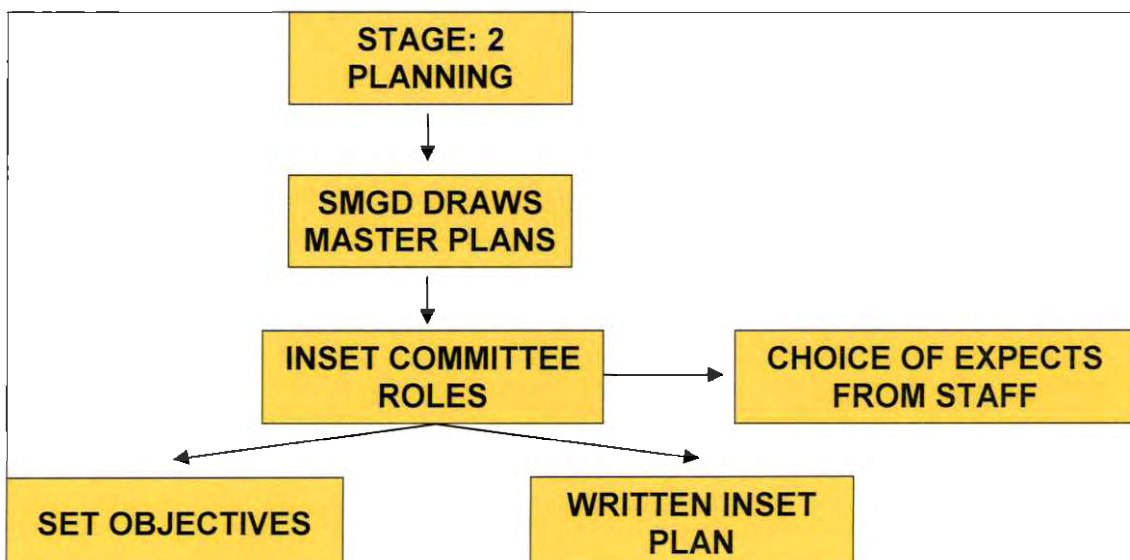 STAGE: 2
PLANNING
SMGD DRAWS
MASTER PLANS
INSET COMMITTEE
ROLES
CHOICE OF EXPECTS
FROM STAFF
SET OBJECTIVES
WRITTEN INSET
PLAN